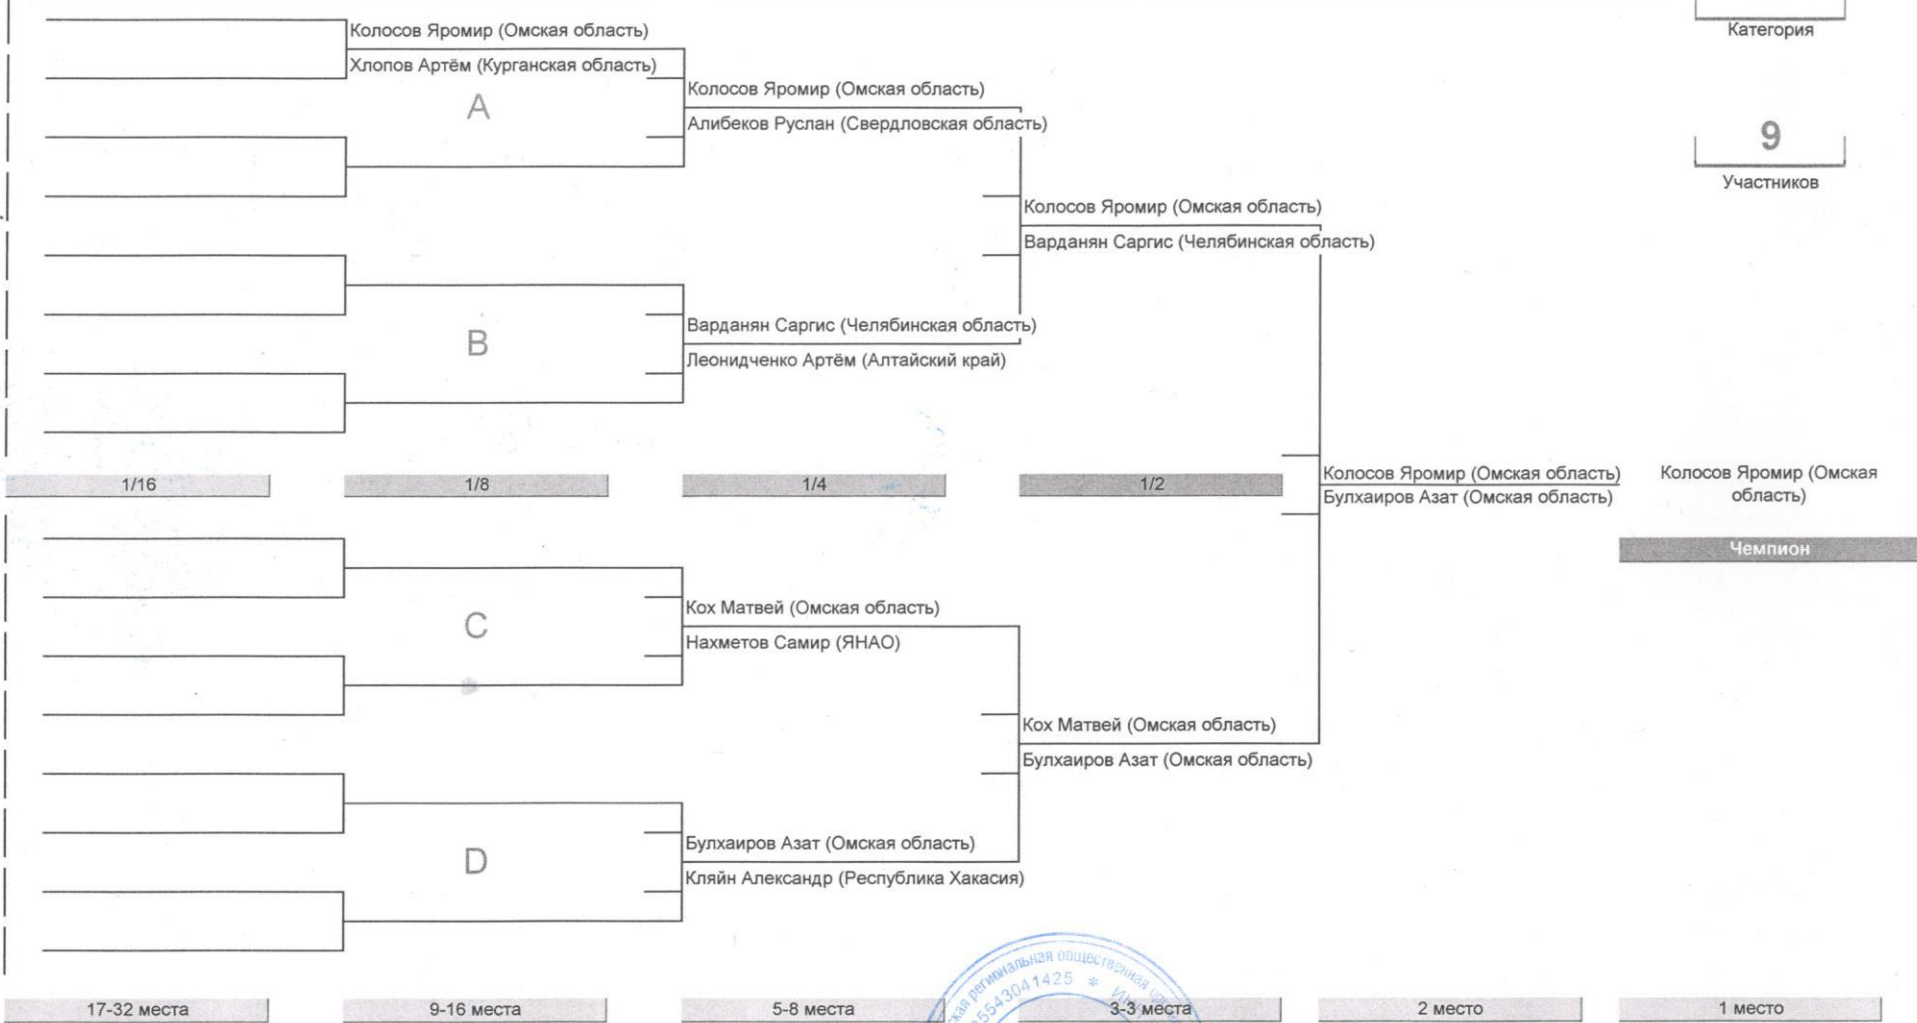 Категория
9
Участников
Колосов Яромир (Омская область)
Хлопов Артём (Курганская область)
A
Колосов Яромир (Омская область)
Алибеков Руслан (Свердловская область)
Колосов Яромир (Омская область)
Варданян Саргис (Челябинская область)
B
Варданян Саргис (Челябинская область)
Леонидченко Артём (Алтайский край)
1/16
1/8
1/4
1/2
Колосов Яромир (Омская область)
Булхаиров Азат (Омская область)
Колосов Яромир (Омская
область)
Чемпион
C
Кох Матвей (Омская область)
Нахметов Самир (ЯНАО)
Кох Матвей (Омская область)
Булхаиров Азат (Омская область)
D
Булхаиров Азат (Омская область)
Кляйн Александр (Республика Хакасия)
региональная общественная
5543041425 *
17-32 места
9-16 места
5-8 места
3-3 места
2 место
1 место